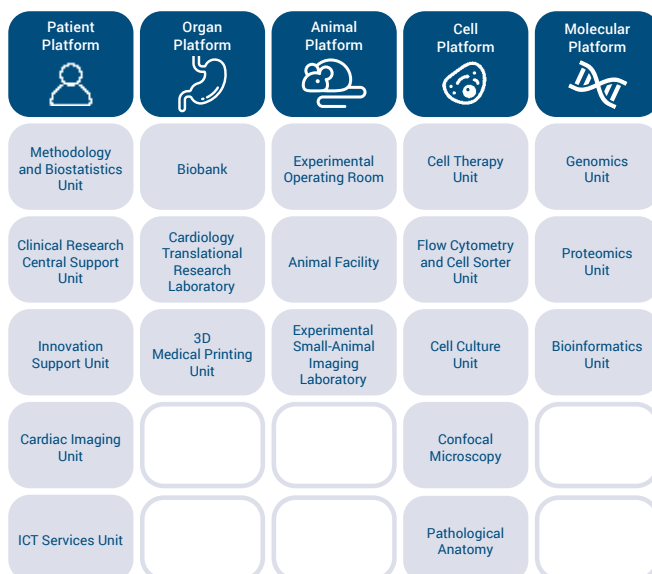 Patient
Platform
Organ
Platform
Animal
Platform
Cell
Platform
Molecular
Platform
Methodology
and Biostatistics
Unit
Biobank
Experimental
Operating Room
Cell Therapy
Unit
Genomics
Unit
Clinical Research
Central Support
Unit
Cardiology
Translational
Research
Laboratory
Animal Facility
Flow Cytometry
and Cell Sorter
Unit
Proteomics
Unit
Innovation
Support Unit
3D
Medical Printing
Unit
Experimental
Small-Animal
Imaging
Laboratory
Cell Culture
Unit
Bioinformatics
Unit
Cardiac Imaging
Unit
Confocal
Microscopy
ICT Services Unit
Pathological
Anatomy